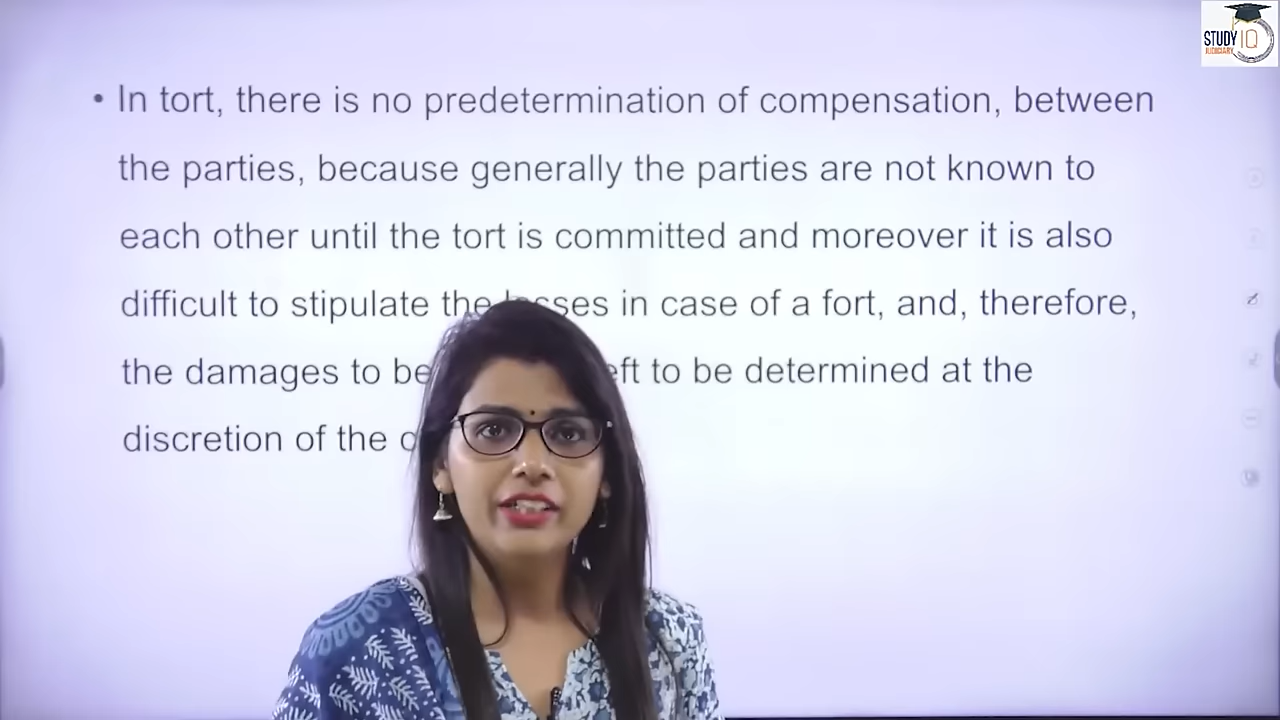 STUDY IQ
JUDICIARY
• In tort, there is no predetermination of compensation, between
the parties, because generally the parties are not known to
each other until the tort is committed and moreover it is also
difficult to stipulate the losses in case of a fort, and, therefore,
the damages to be to be determined at the
discretion of the